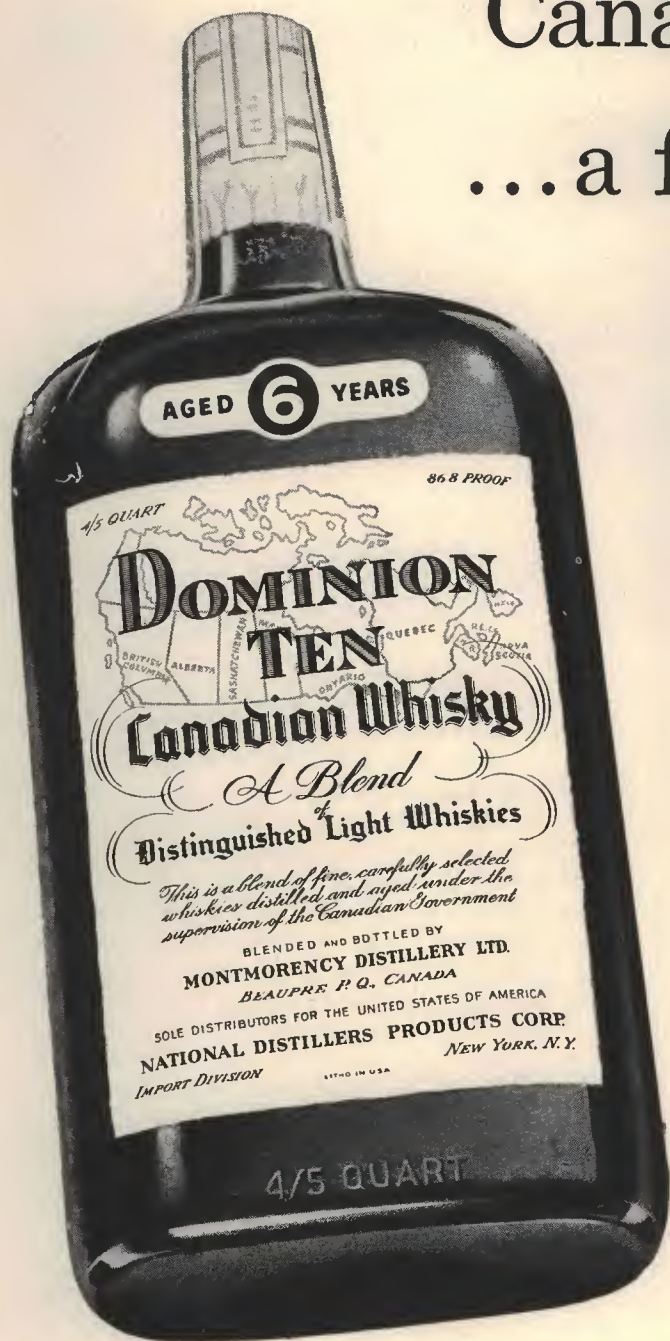 Cana
...a f
AGED 6 YEARS
4/5 QUART
86.8 PROOF
DOMINION
TEN
BRITISH COLUMBIA
ALBERTA
SASKATCHEWAN
ONTARIO
QUEBEC
NOVA SCOTIA
Canadian Whisky
A Blend
of
Distinguished Light Whiskies
This is a blend of fine, carefully selected
whiskies distilled and aged under the
supervision of the Canadian Government
BLENDED AND BOTTLED BY
MONTMORENCY DISTILLERY LTD.
BEAUPRE P. Q., CANADA
SOLE DISTRIBUTORS FOR THE UNITED STATES OF AMERICA
NATIONAL DISTILLERS PRODUCTS CORP.
IMPORT DIVISION
NEW YORK, N.Y.
LITHO IN USA
4/5 QUART